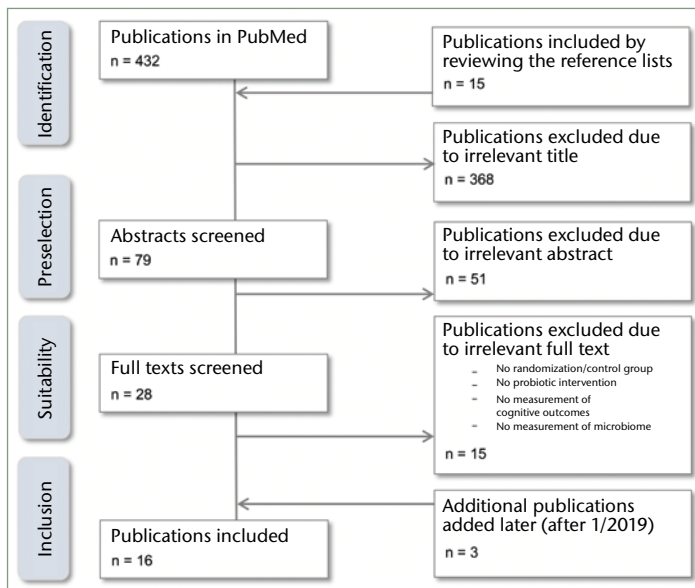 Identification
Publications in PubMed
n = 432
Publications included by
reviewing the reference lists
n = 15
Publications excluded due
to irrelevant title
n = 368
Preselection
Abstracts screened
n = 79
Publications excluded due
to irrelevant abstract
n = 51
Suitability
Full texts screened
n = 28
Publications excluded due
to irrelevant full text
– No randomization/control group
– No probiotic intervention
– No measurement of
cognitive outcomes
– No measurement of microbiome
n = 15
Inclusion
Publications included
n = 16
Additional publications
added later (after 1/2019)
n = 3